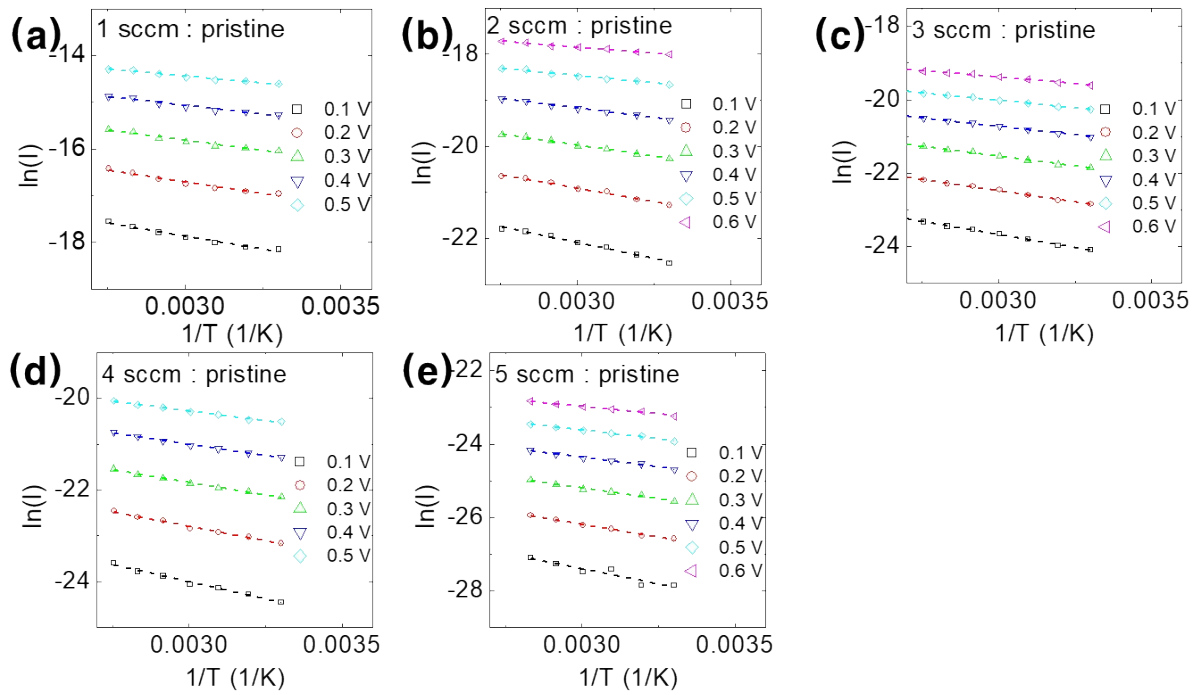 (a)
1 sccm : pristine
-14
-16
-18
ln(I)
0.1 V
0.2 V
0.3 V
0.4 V
0.5 V
0.0030
0.0035
1/T (1/K)
(b)
2 sccm : pristine
-18
-20
-22
ln(I)
0.1 V
0.2 V
0.3 V
0.4 V
0.5 V
0.6 V
0.0030
0.0035
1/T (1/K)
(c)
3 sccm : pristine
-18
-20
-22
-24
ln(I)
0.1 V
0.2 V
0.3 V
0.4 V
0.5 V
0.6 V
0.0030
0.0035
1/T (1/K)
(d)
4 sccm : pristine
-20
-22
-24
ln(I)
0.1 V
0.2 V
0.3 V
0.4 V
0.5 V
0.0030
0.0035
1/T (1/K)
(e)
5 sccm : pristine
-22
-24
-26
-28
ln(I)
0.1 V
0.2 V
0.3 V
0.4 V
0.5 V
0.6 V
0.0030
0.0035
1/T (1/K)